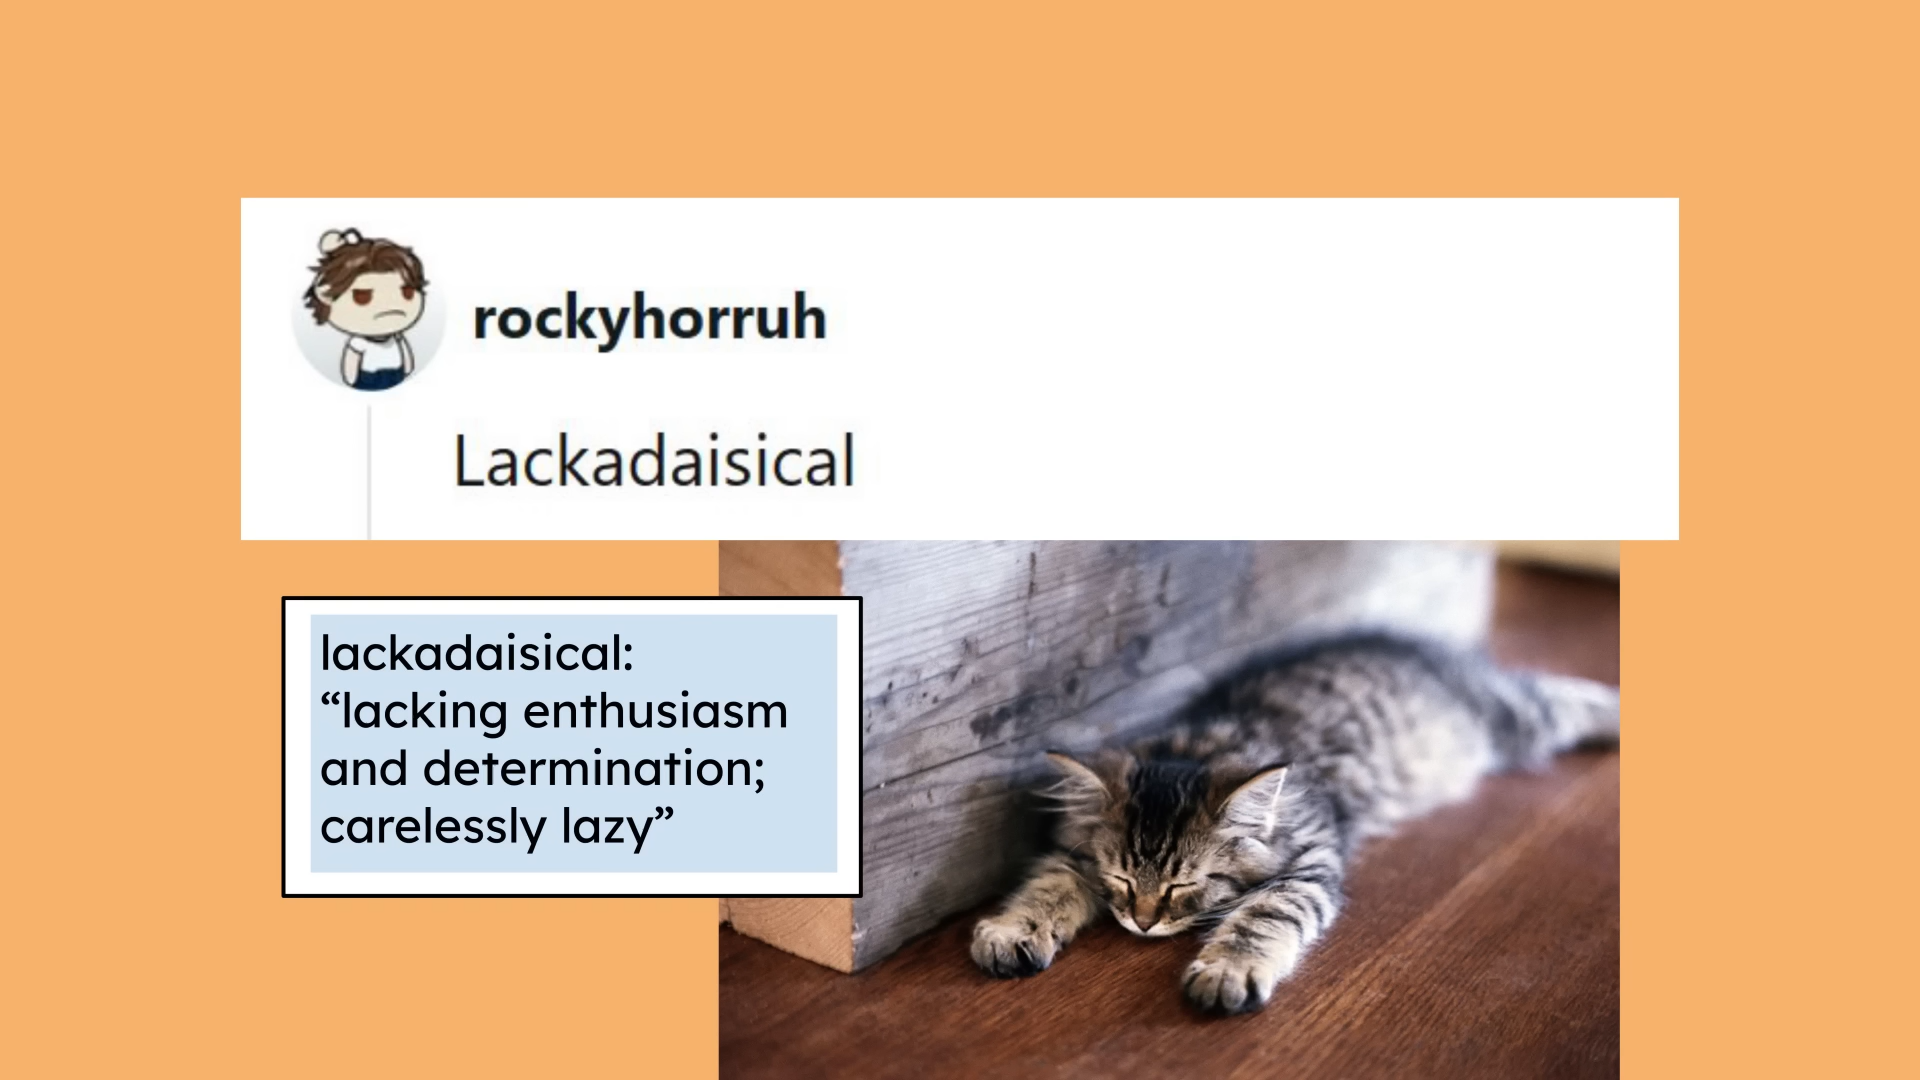 rockyhorruh
Lackadaisical
lackadaisical:
“lacking enthusiasm
and determination;
carelessly lazy”